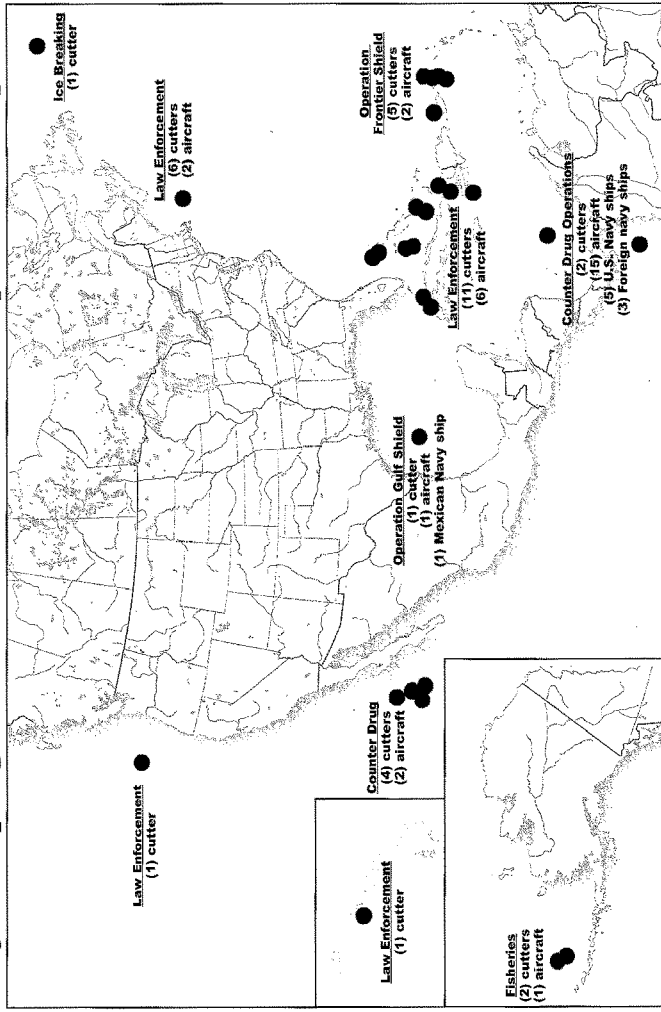 Ice Breaking
(1) cutter
Law Enforcement
(6) cutters
(2) aircraft
Operation
Frontier Shield
(5) cutters
(2) aircraft
Law Enforcement
(11) cutters
(6) aircraft
Counter Drug Operations
(2) cutters
(15) aircraft
(5) U.S. Navy ships
(3) Foreign navy ships
Operation Gulf Shield
(1) cutter
(1) aircraft
(1) Mexican Navy ship
Law Enforcement
(1) cutter
Counter Drug
(4) cutters
(2) aircraft
Law Enforcement
(1) cutter
Fisheries
(2) cutters
(1) aircraft